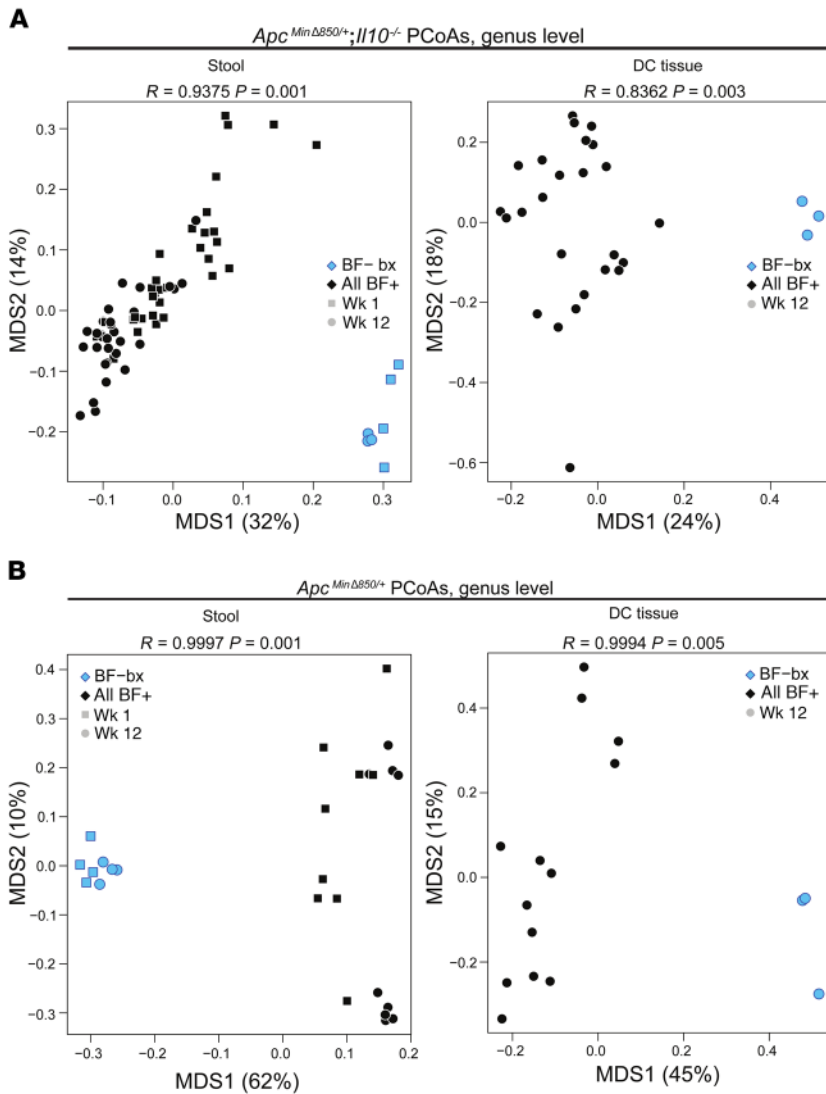 A
Apc MinΔ850/+;Il10-/- PCoAs, genus level
Stool
R = 0.9375 P = 0.001
MDS2 (14%)
0.3
0.2
0.1
0.0
−0.1
−0.2
BF− bx
All BF+
Wk 1
Wk 12
−0.1 0.0 0.1 0.2 0.3
MDS1 (32%)
DC tissue
R = 0.8362 P = 0.003
MDS2 (18%)
0.2
0.0
−0.2
−0.4
−0.6
BF− bx
All BF+
Wk 12
−0.2 0.0 0.2 0.4
MDS1 (24%)
B
Apc MinΔ850/+ PCoAs, genus level
Stool
R = 0.9997 P = 0.001
MDS2 (10%)
0.4
0.3
0.2
0.1
0.0
−0.1
−0.2
−0.3
BF−bx
All BF+
Wk 1
Wk 12
−0.3 −0.2 −0.1 0.0 0.1 0.2
MDS1 (62%)
DC tissue
R = 0.9994 P = 0.005
MDS2 (15%)
0.4
0.2
0.0
−0.2
BF−bx
All BF+
Wk 12
−0.2 0.0 0.2 0.4
MDS1 (45%)